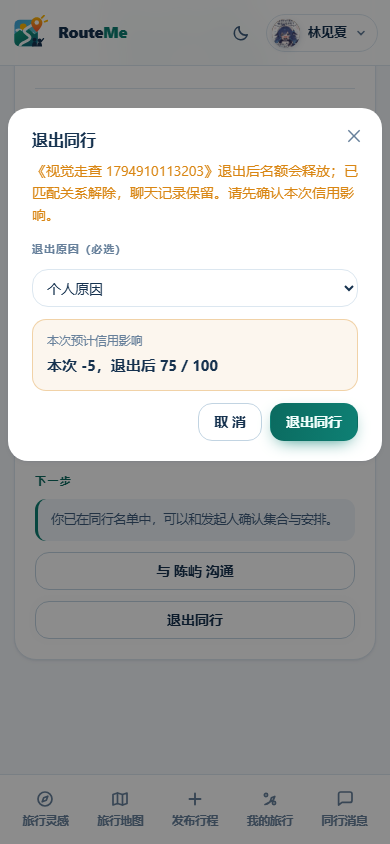 RouteMe
林见夏
退出同行
《视觉走查 1794910113203》退出后名额会释放；已
匹配关系解除，聊天记录保留。请先确认本次信用影
响。
退出原因（必选）
个人原因
本次预计信用影响
本次 -5，退出后 75 / 100
取 消
退出同行
下一步
你已在同行名单中，可以和发起人确认集合与安排。
与 陈屿 沟通
退出同行
旅行灵感
旅行地图
发布行程
我的旅行
同行消息